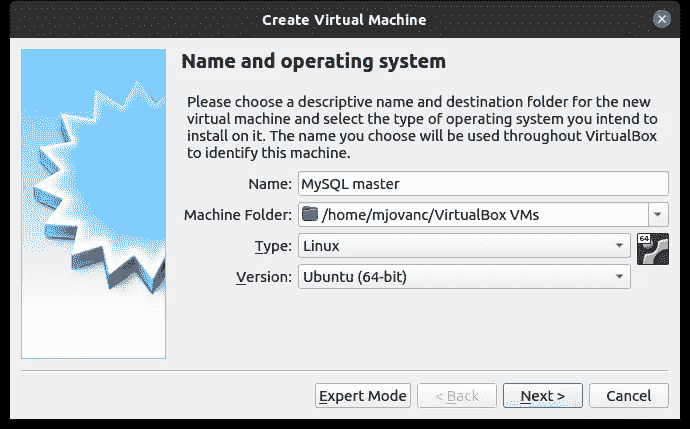 Create Virtual Machine
Name and operating system
Please choose a descriptive name and destination folder for the new
virtual machine and select the type of operating system you intend to
install on it. The name you choose will be used throughout VirtualBox
to identify this machine.
Name: MySQL master
Machine Folder: /home/mjovanc/VirtualBox VMs
Type: Linux
64
Version: Ubuntu (64-bit)
Expert Mode < Back Next > Cancel